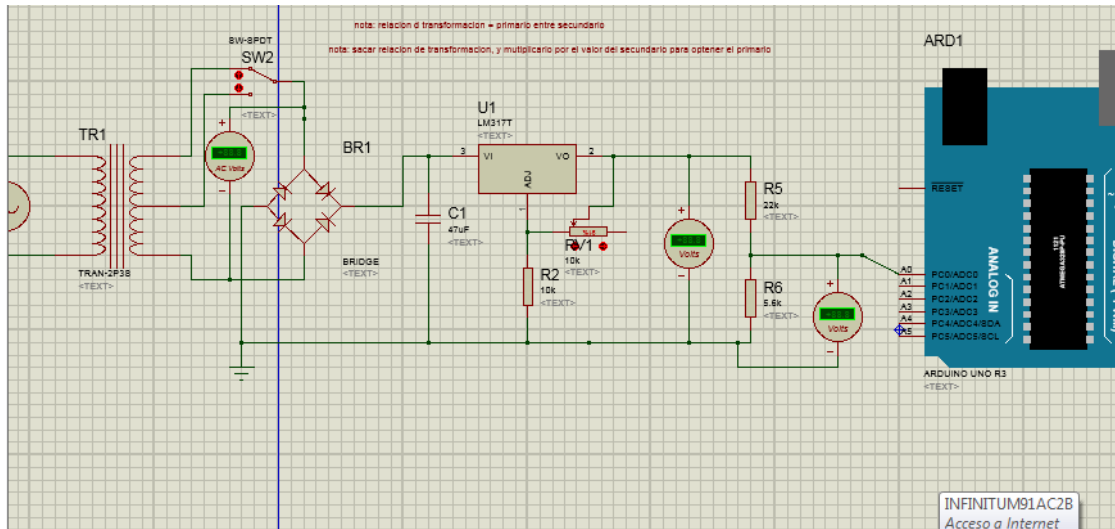 nota: relacion d transformacion = primario entre secundario
nota: sacar relacion de transformacion, y mutiplicarlo por el valor del secundario para optener el primario
SW-SPDT
SW2
<TEXT>
TR1
TRAN-2P3S
<TEXT>
AC Volts
BR1
BRIDGE
<TEXT>
C1
47uF
<TEXT>
U1
LM317T
<TEXT>
3
VI
VO
2
ADJ
1
RV1
10k
<TEXT>
R2
10k
<TEXT>
Volts
R5
22k
<TEXT>
R6
5.6k
<TEXT>
Volts
ARD1
RESET
A0
A1
A2
A3
A4
A5
PC0/ADC0
PC1/ADC1
PC2/ADC2
PC3/ADC3
PC4/ADC4/SDA
PC5/ADC5/SCL
ANALOG IN
ATMEGA328P-PU
1121
ARDUINO UNO R3
<TEXT>
INFINITUM91AC2B
Acceso a Internet